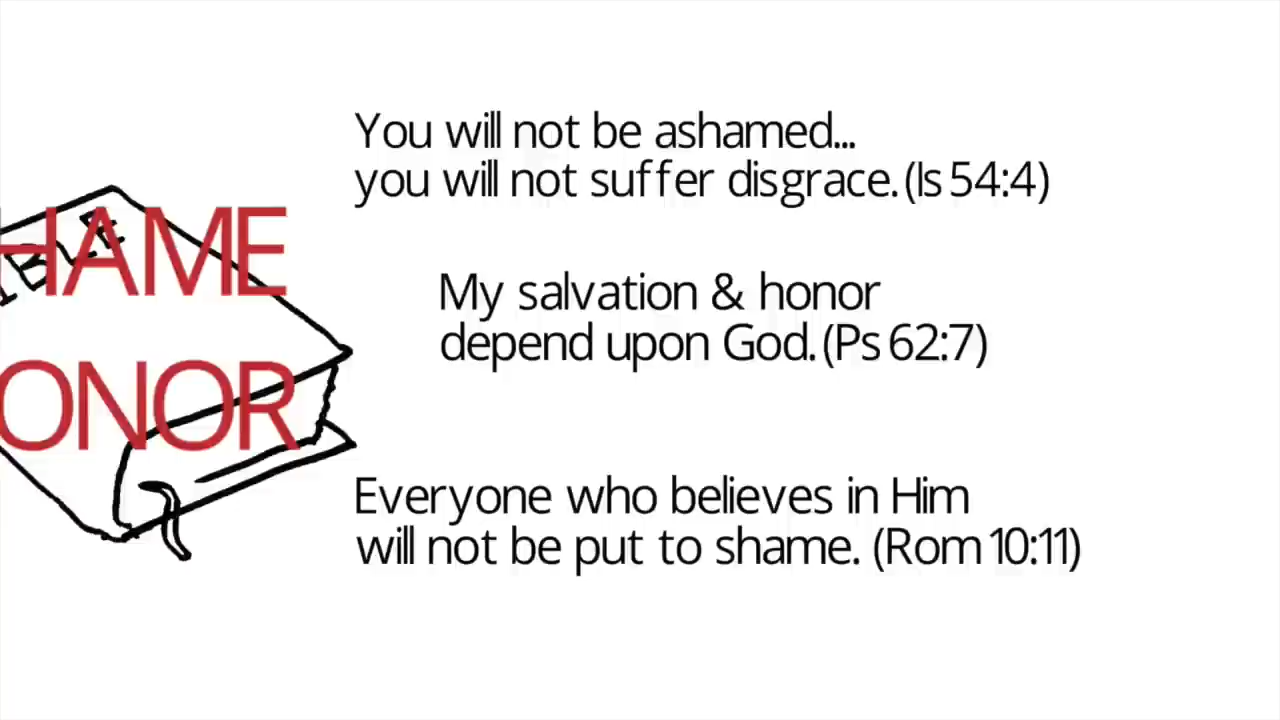 You will not be ashamed...
you will not suffer disgrace. (Is 54:4)
HAME
IBLE
My salvation & honor
depend upon God. (Ps 62:7)
ONOR
Everyone who believes in Him
will not be put to shame. (Rom 10:11)